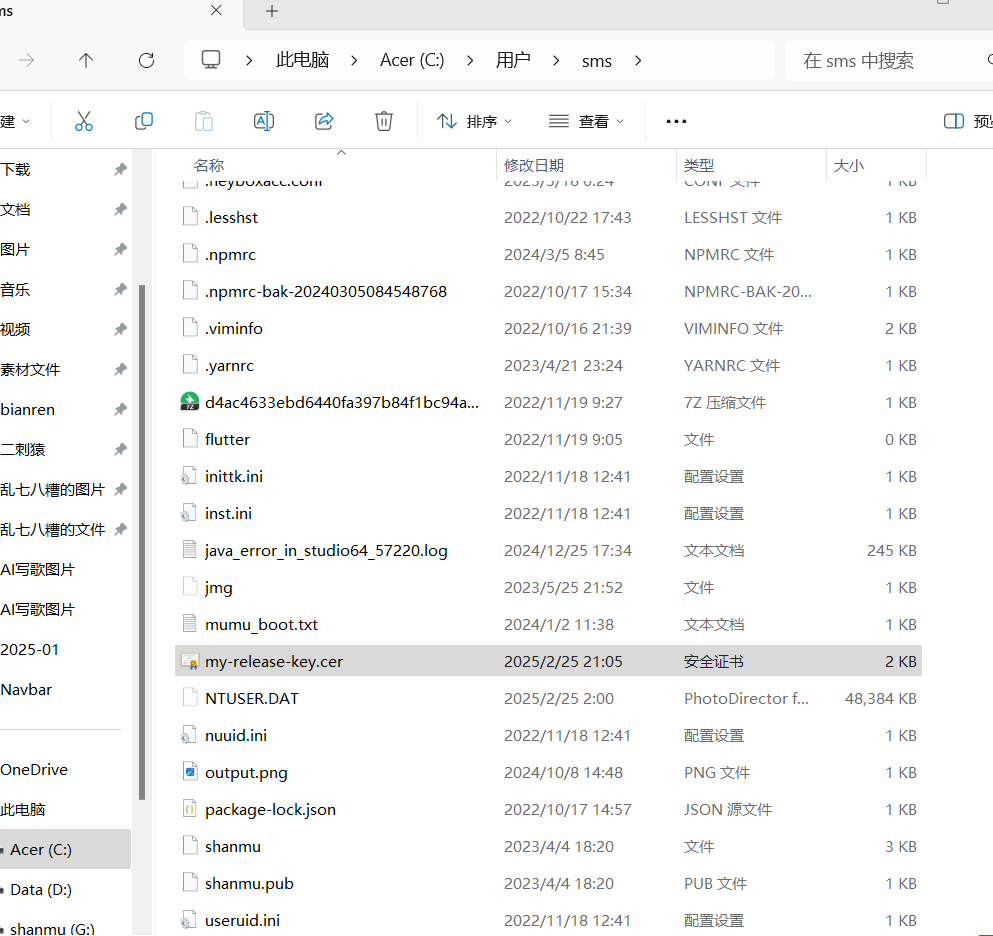 ms
此电脑 Acer (C:) 用户 sms 在 sms 中搜索
建 排序 查看 预览
下载
文档
图片
音乐
视频
素材文件
bianren
二刺猿
乱七八糟的图片
乱七八糟的文件
AI写歌图片
AI写歌图片
2025-01
Navbar
OneDrive
此电脑
Acer (C:)
Data (D:)
shanmu (G:)
名称 修改日期 类型 大小
.heyboxacc.conf 2023/3/18 6:24 CONF 文件 1 KB
.lesshst 2022/10/22 17:43 LESSHST 文件 1 KB
.npmrc 2024/3/5 8:45 NPMRC 文件 1 KB
.npmrc-bak-20240305084548768 2022/10/17 15:34 NPMRC-BAK-20... 1 KB
.viminfo 2022/10/16 21:39 VIMINFO 文件 2 KB
.yarnrc 2023/4/21 23:24 YARNRC 文件 1 KB
d4ac4633ebd6440fa397b84f1bc94a... 2022/11/19 9:27 7Z 压缩文件 1 KB
flutter 2022/11/19 9:05 文件 0 KB
inittk.ini 2022/11/18 12:41 配置设置 1 KB
inst.ini 2022/11/18 12:41 配置设置 1 KB
java_error_in_studio64_57220.log 2024/12/25 17:34 文本文档 245 KB
jmg 2023/5/25 21:52 文件 1 KB
mumu_boot.txt 2024/1/2 11:38 文本文档 1 KB
my-release-key.cer 2025/2/25 21:05 安全证书 2 KB
NTUSER.DAT 2025/2/25 2:00 PhotoDirector f... 48,384 KB
nuuid.ini 2022/11/18 12:41 配置设置 1 KB
output.png 2024/10/8 14:48 PNG 文件 1 KB
package-lock.json 2022/10/17 14:57 JSON 源文件 1 KB
shanmu 2023/4/4 18:20 文件 3 KB
shanmu.pub 2023/4/4 18:20 PUB 文件 1 KB
useruid.ini 2022/11/18 12:41 配置设置 1 KB